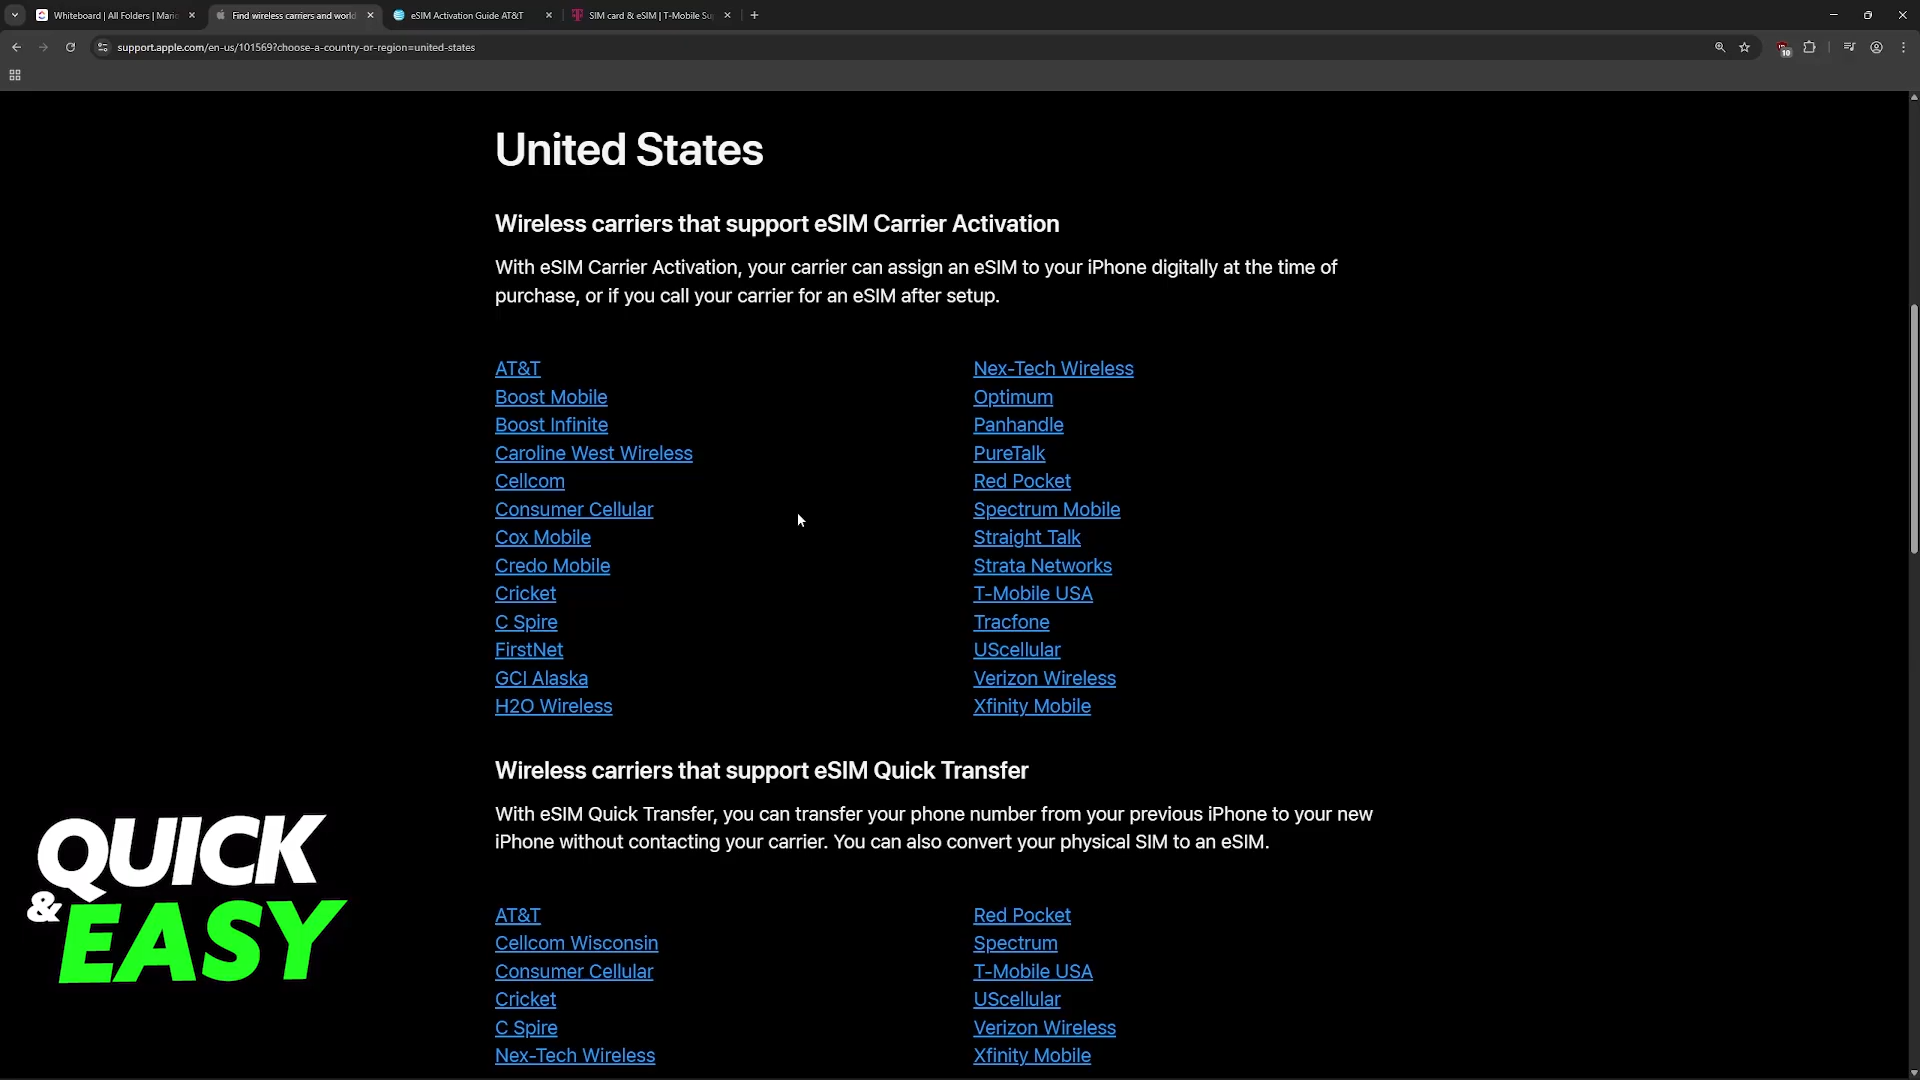 Whiteboard | All Folders | Mario
Find wireless carriers and world
eSIM Activation Guide AT&T
SIM card & eSIM | T-Mobile Su
support.apple.com/en-us/101569?choose-a-country-or-region=united-states
10
United States
Wireless carriers that support eSIM Carrier Activation
With eSIM Carrier Activation, your carrier can assign an eSIM to your iPhone digitally at the time of
purchase, or if you call your carrier for an eSIM after setup.
AT&T
Boost Mobile
Boost Infinite
Caroline West Wireless
Cellcom
Consumer Cellular
Cox Mobile
Credo Mobile
Cricket
C Spire
FirstNet
GCI Alaska
H2O Wireless
Nex-Tech Wireless
Optimum
Panhandle
PureTalk
Red Pocket
Spectrum Mobile
Straight Talk
Strata Networks
T-Mobile USA
Tracfone
UScellular
Verizon Wireless
Xfinity Mobile
Wireless carriers that support eSIM Quick Transfer
With eSIM Quick Transfer, you can transfer your phone number from your previous iPhone to your new
iPhone without contacting your carrier. You can also convert your physical SIM to an eSIM.
AT&T
Cellcom Wisconsin
Consumer Cellular
Cricket
C Spire
Nex-Tech Wireless
Red Pocket
Spectrum
T-Mobile USA
UScellular
Verizon Wireless
Xfinity Mobile
QUICK
& EASY